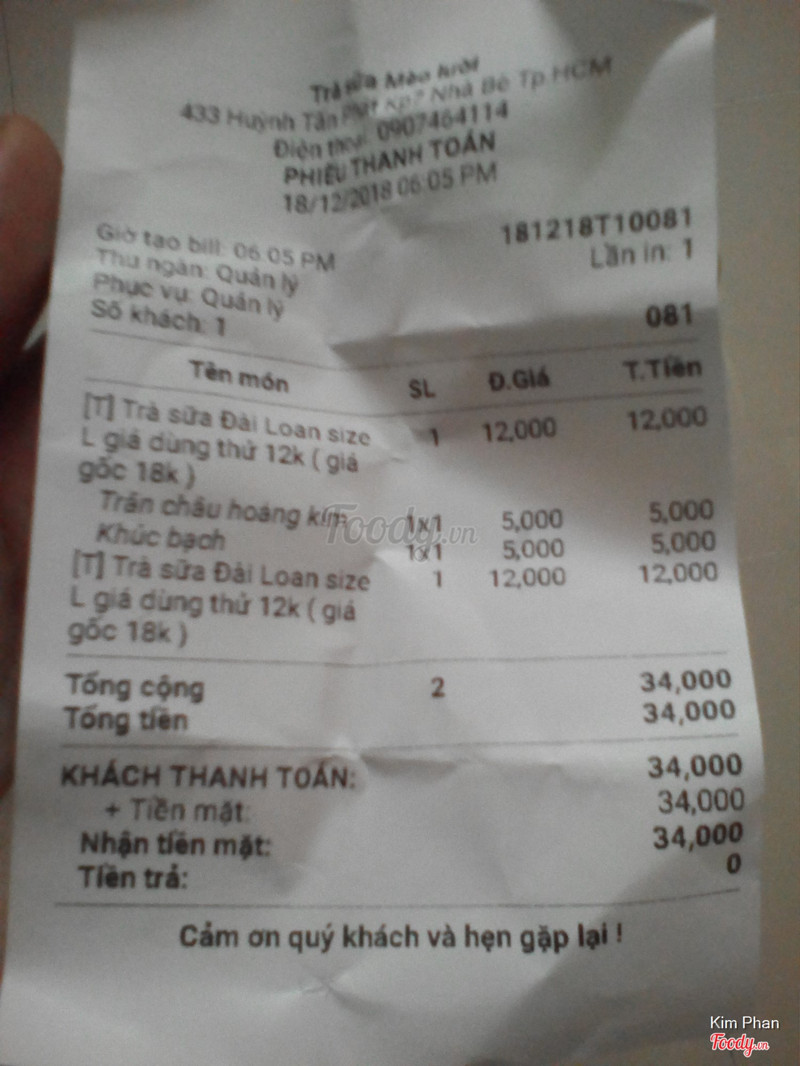 Trà sữa Mèo lười
433 Huỳnh Tấn Phát Kp7 Nhà Bè Tp.HCM
Điện thoại: 0907464114
PHIẾU THANH TOÁN
18/12/2018 06:05 PM
181218T10081
Giờ tạo bill: 06:05 PM
Lần in: 1
Thu ngân: Quản lý
Phục vụ: Quản lý
Số khách: 1
081
Tên món SL Đ.Giá T.Tiền
[T] Trà sữa Đài Loan size 1 12,000 12,000
L giá dùng thử 12k ( giá
gốc 18k )
Trân châu hoàng kim 1x1 5,000 5,000
Khúc bạch 1x1 5,000 5,000
[T] Trà sữa Đài Loan size 1 12,000 12,000
L giá dùng thử 12k ( giá
gốc 18k )
Tổng cộng 2 34,000
Tổng tiền 34,000
KHÁCH THANH TOÁN: 34,000
+ Tiền mặt: 34,000
Nhận tiền mặt: 34,000
Tiền trả: 0
Cảm ơn quý khách và hẹn gặp lại !
Foody.vn
Kim Phan
Foody.vn